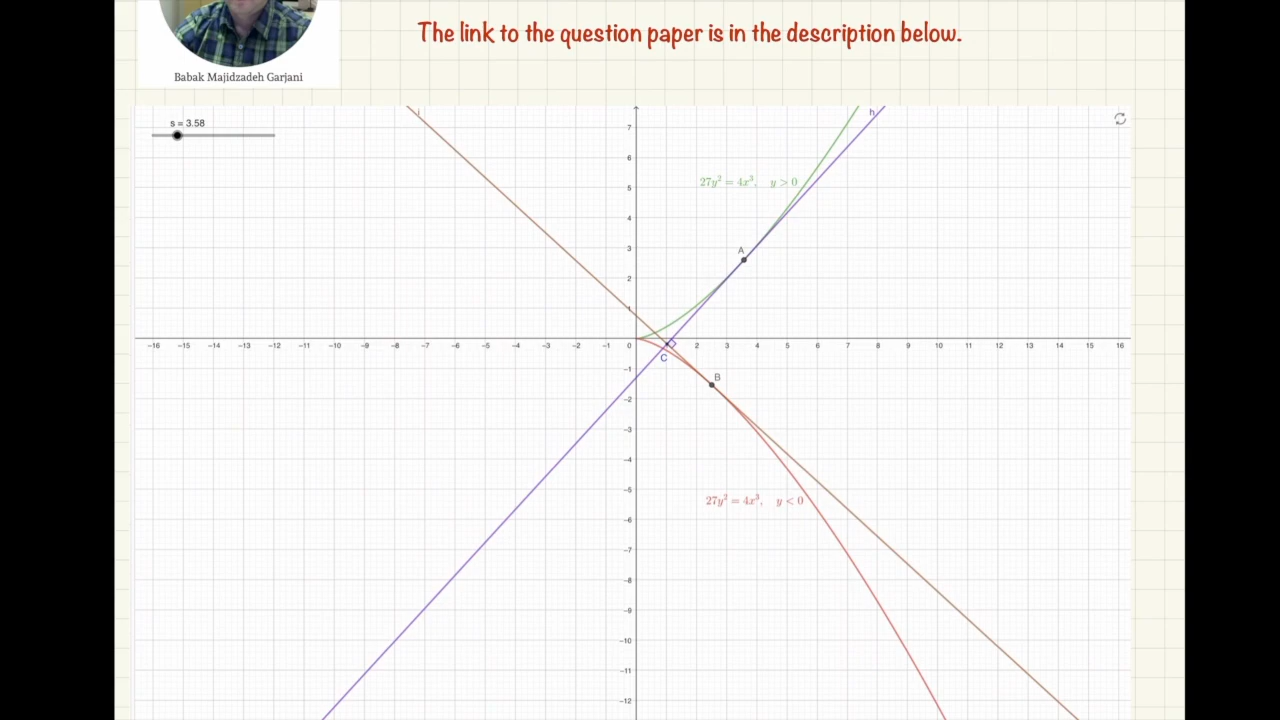 The link to the question paper is in the description below.
Babak Majidzadeh Garjani
s = 3.58
i
h
7
27y² = 4x³, y > 0
6
5
4
3
A
2
1
−16 −15 −14 −13 −12 −11 −10 −9 −8 −7 −6 −5 −4 −3 −2 −1 0 2 3 4 5 6 7 8 9 10 11 12 13 14 15 16
C
−1
B
−2
−3
−4
−5
27y² = 4x³, y < 0
−6
−7
−8
−9
−10
−11
−12